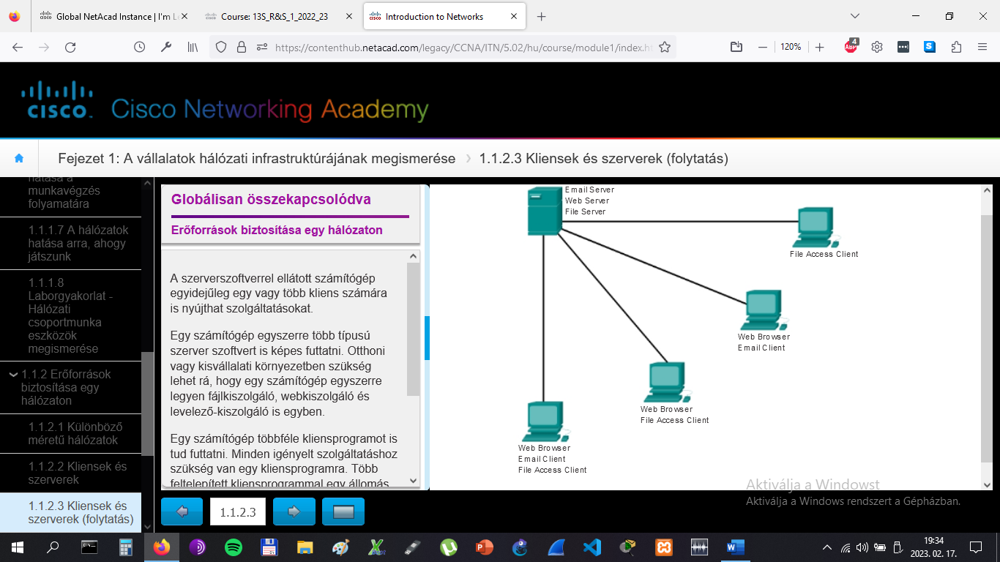 Global NetAcad Instance | I'm Le
Course: 13S_R&S_1_2022_23
Introduction to Networks
https://contenthub.netacad.com/legacy/CCNA/ITN/5.02/hu/course/module1/index.ht
120%
ABP
4
S
CISCO
Cisco Networking Academy
Fejezet 1: A vállalatok hálózati infrastruktúrájának megismerése
1.1.2.3 Kliensek és szerverek (folytatás)
hatása a
munkavégzés
folyamatára
1.1.1.7 A hálózatok
hatása arra, ahogy
játszunk
1.1.1.8
Laborgyakorlat -
Hálózati
csoportmunka
eszközök
megismerése
1.1.2 Erőforrások
biztosítása egy
hálózaton
1.1.2.1 Különböző
méretű hálózatok
1.1.2.2 Kliensek és
szerverek
1.1.2.3 Kliensek és
szerverek (folytatás)
Globálisan összekapcsolódva
Erőforrások biztosítása egy hálózaton
A szerverszoftverrel ellátott számítógép
egyidejűleg egy vagy több kliens számára
is nyújthat szolgáltatásokat.
Egy számítógép egyszerre több típusú
szerver szoftvert is képes futtatni. Otthoni
vagy kisvállalati környezetben szükség
lehet rá, hogy egy számítógép egyszerre
legyen fájlkiszolgáló, webkiszolgáló és
levelező-kiszolgáló is egyben.
Egy számítógép többféle kliensprogramot is
tud futtatni. Minden igényelt szolgáltatáshoz
szükség van egy kliensprogramra. Több
feltelepített kliensprogrammal egy állomás
Email Server
Web Server
File Server
File Access Client
Web Browser
Email Client
Web Browser
File Access Client
Web Browser
Email Client
File Access Client
Aktiválja a Windowst
Aktiválja a Windows rendszert a Gépházban.
1.1.2.3
19:34
2023. 02. 17.